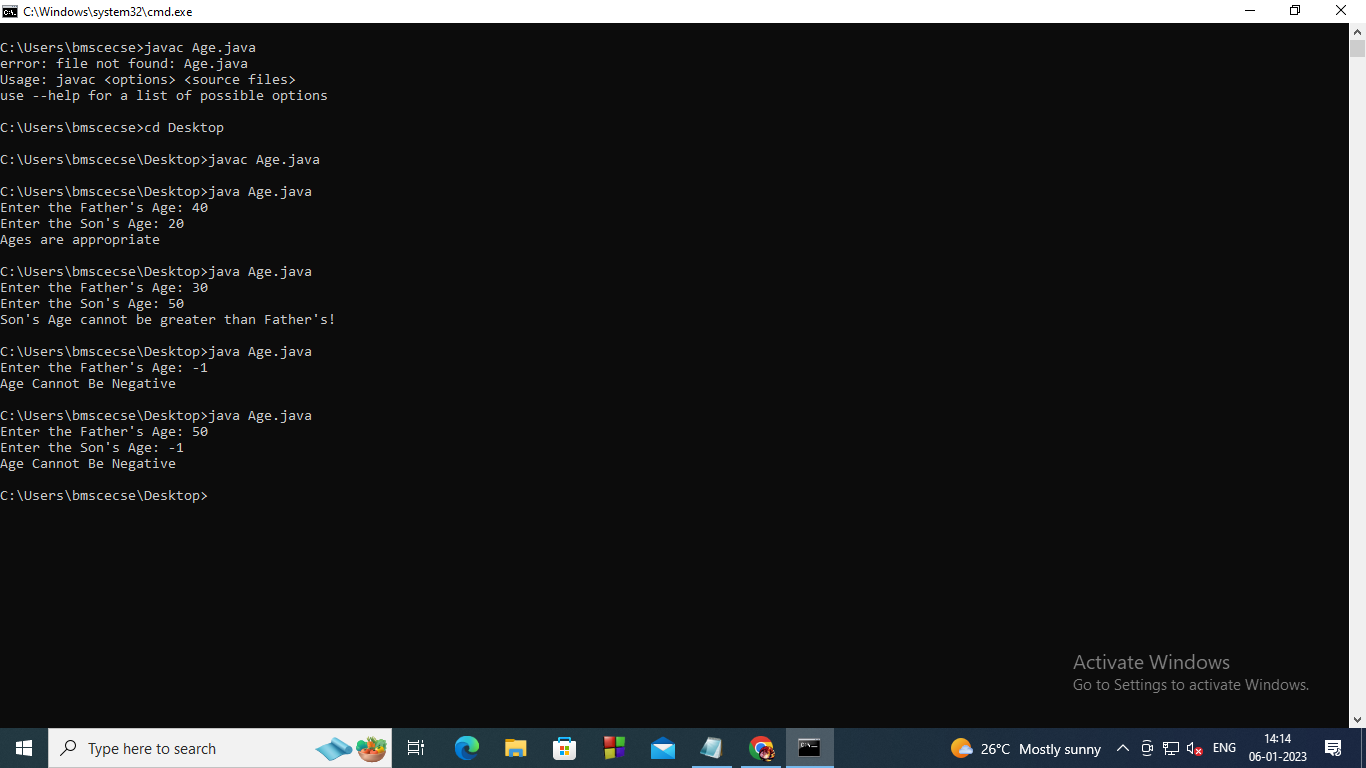 C:\Windows\system32\cmd.exe
C:\Users\bmscecse>javac Age.java
error: file not found: Age.java
Usage: javac <options> <source files>
use --help for a list of possible options
C:\Users\bmscecse>cd Desktop
C:\Users\bmscecse\Desktop>javac Age.java
C:\Users\bmscecse\Desktop>java Age.java
Enter the Father's Age: 40
Enter the Son's Age: 20
Ages are appropriate
C:\Users\bmscecse\Desktop>java Age.java
Enter the Father's Age: 30
Enter the Son's Age: 50
Son's Age cannot be greater than Father's!
C:\Users\bmscecse\Desktop>java Age.java
Enter the Father's Age: -1
Age Cannot Be Negative
C:\Users\bmscecse\Desktop>java Age.java
Enter the Father's Age: 50
Enter the Son's Age: -1
Age Cannot Be Negative
C:\Users\bmscecse\Desktop>
Activate Windows
Go to Settings to activate Windows.
Type here to search
26°C Mostly sunny
ENG
14:14
06-01-2023